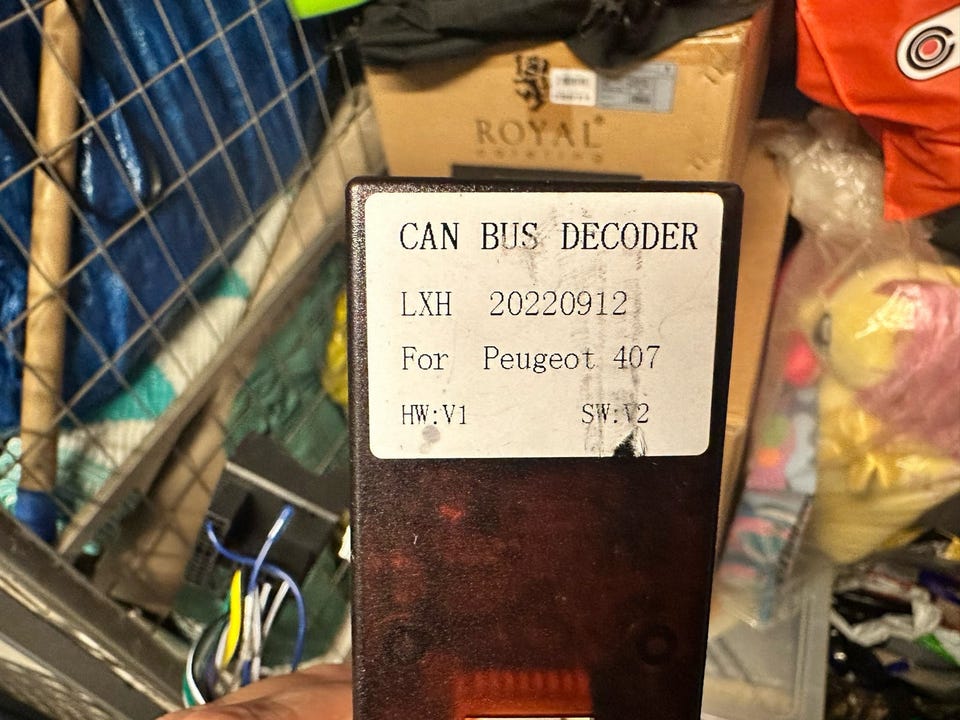 ROYAL
CAN BUS DECODER
LXH 20220912
For Peugeot 407
HW:V1 SW:V2